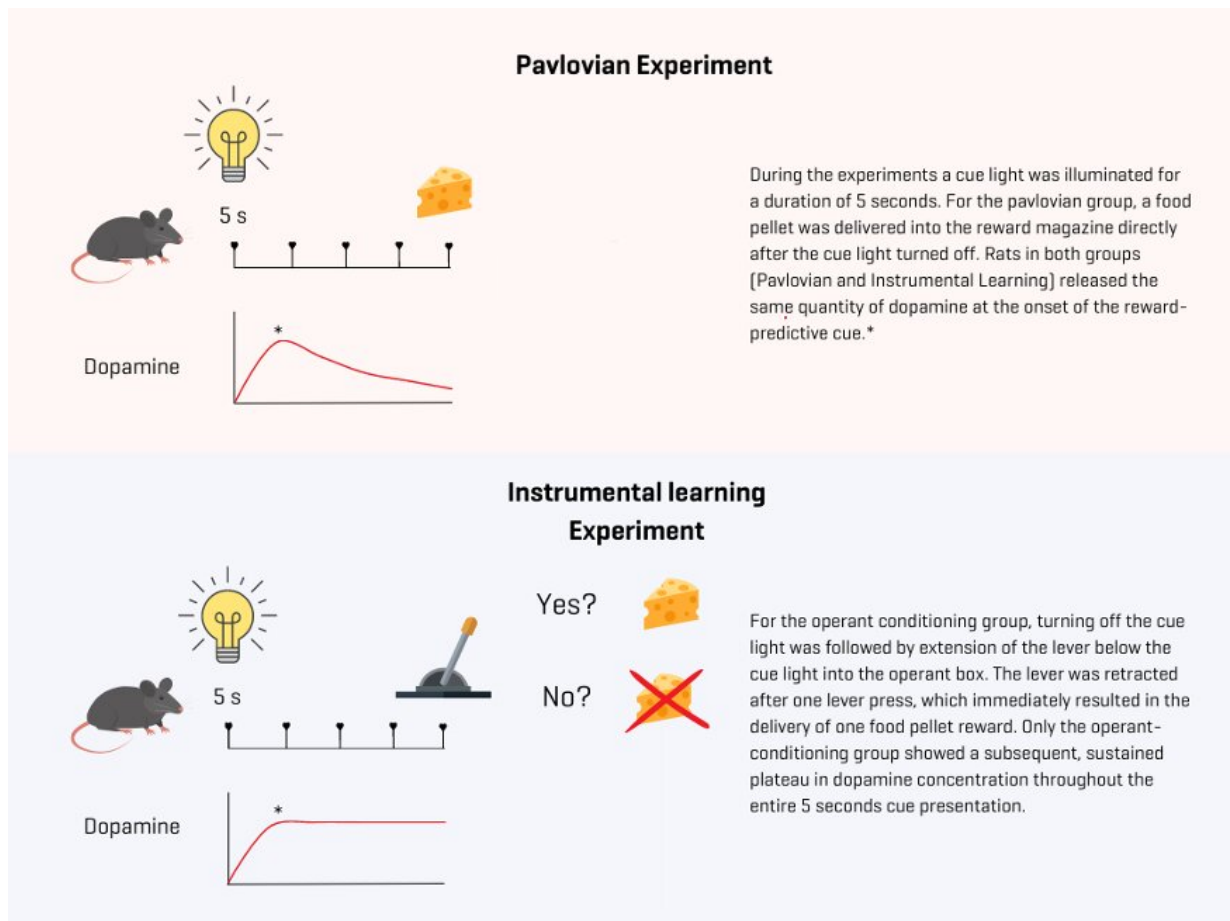 Pavlovian Experiment
5 s
During the experiments a cue light was illuminated for
a duration of 5 seconds. For the pavlovian group, a food
pellet was delivered into the reward magazine directly
after the cue light turned off. Rats in both groups
(Pavlovian and Instrumental Learning) released the
same quantity of dopamine at the onset of the reward-
predictive cue.*
*
Dopamine
Instrumental learning
Experiment
Yes?
No?
5 s
For the operant conditioning group, turning off the cue
light was followed by extension of the lever below the
cue light into the operant box. The lever was retracted
after one lever press, which immediately resulted in the
delivery of one food pellet reward. Only the operant-
conditioning group showed a subsequent, sustained
plateau in dopamine concentration throughout the
entire 5 seconds cue presentation.
*
Dopamine